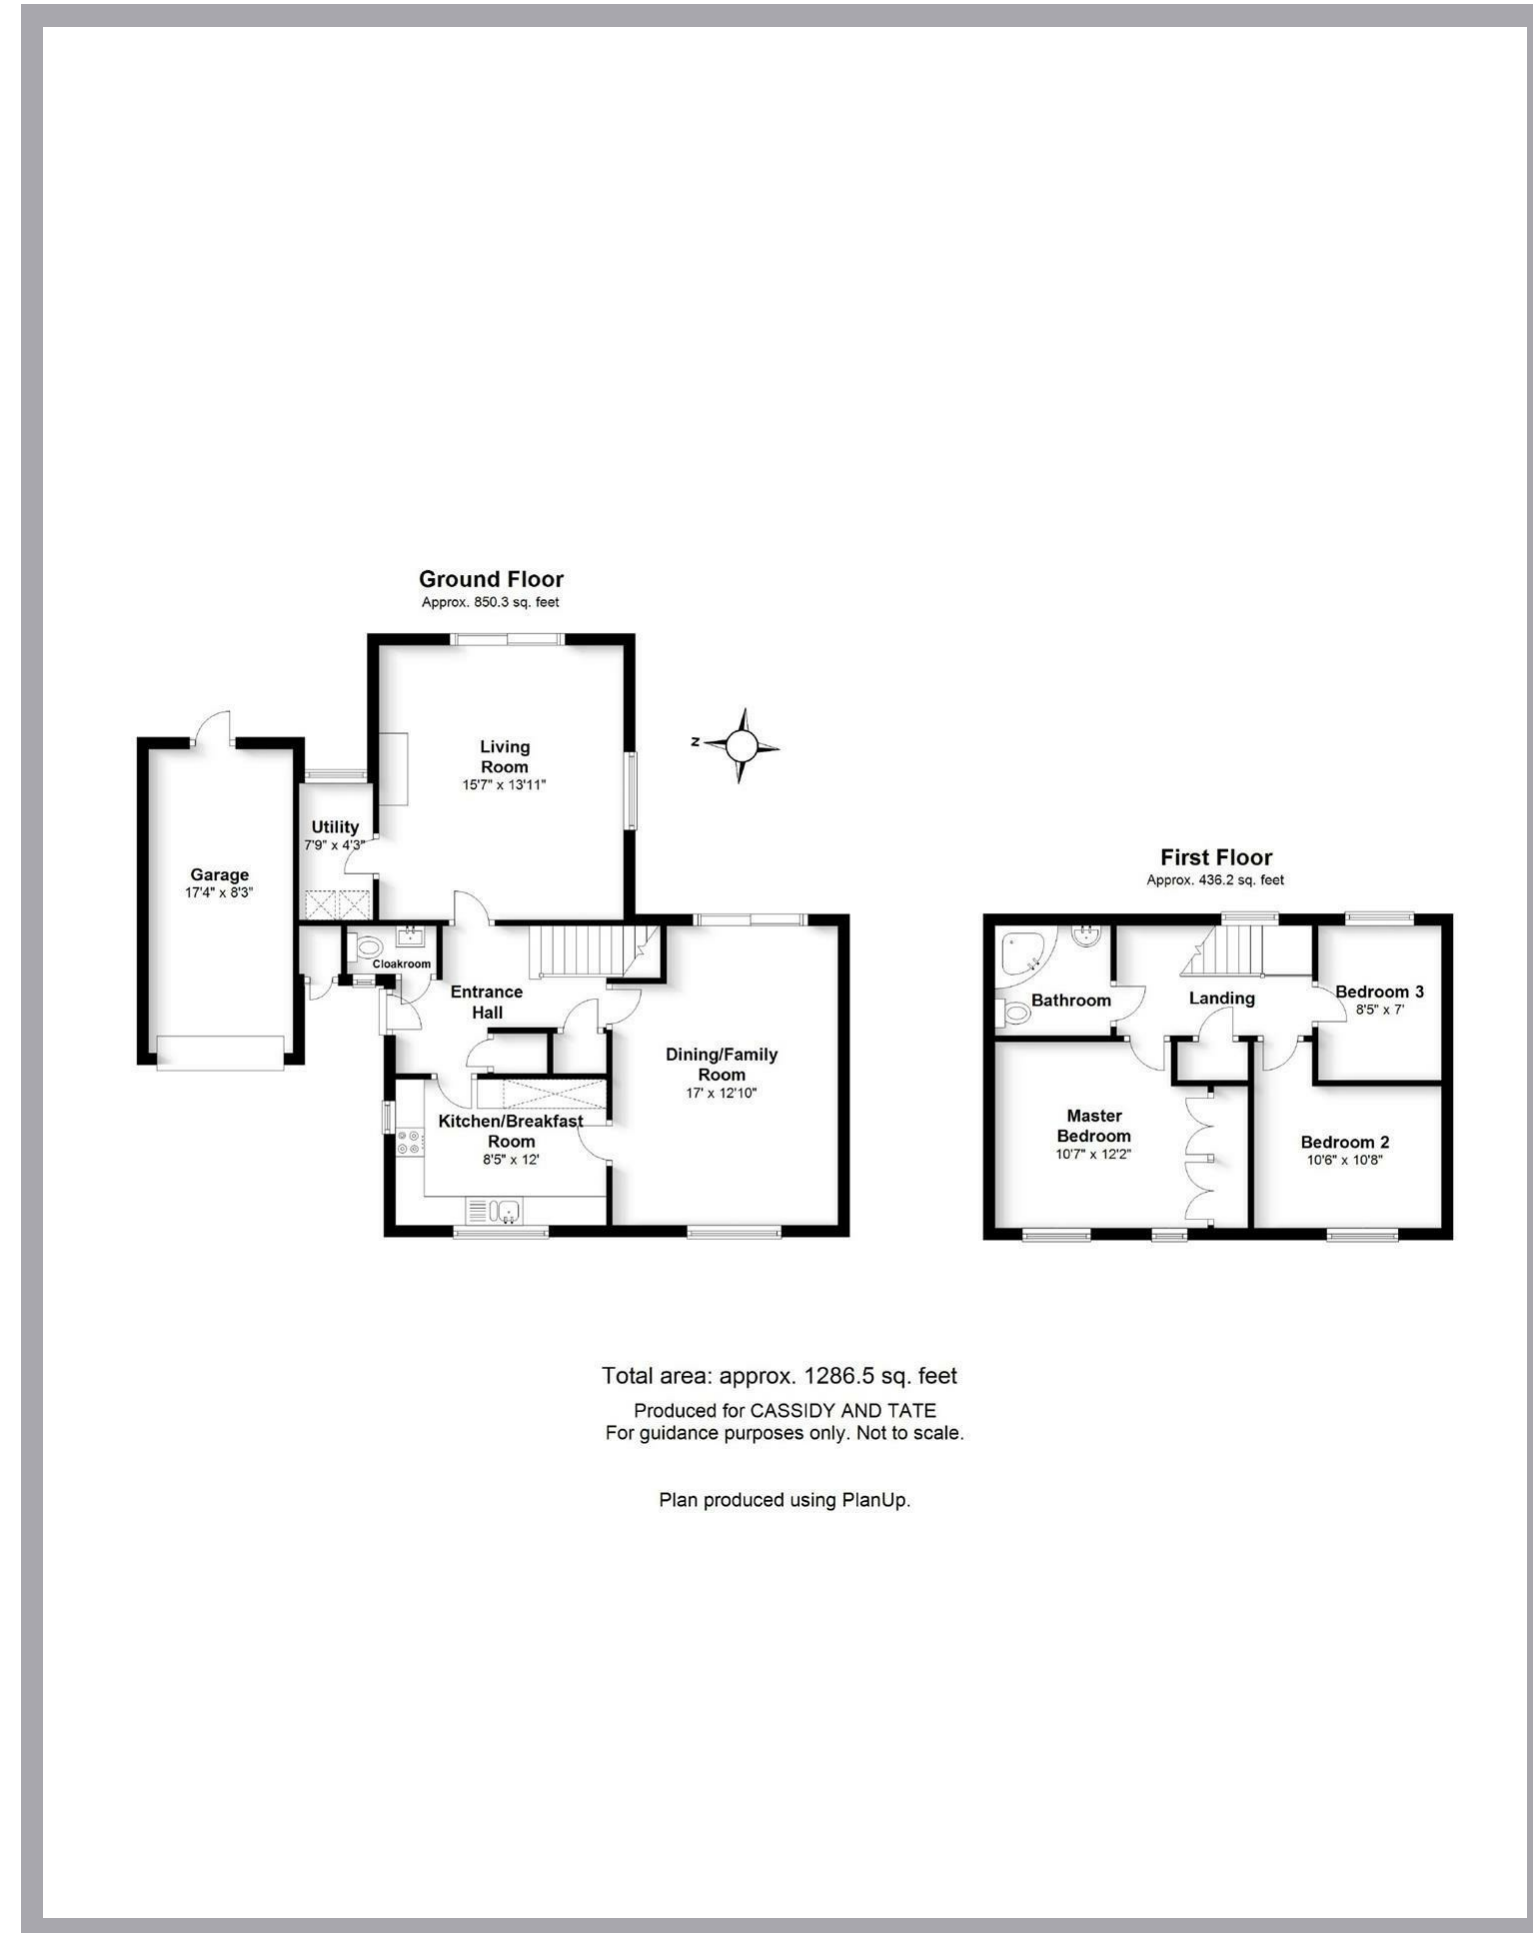 Ground Floor
Approx. 850.3 sq. feet
Living
Room
15'7" x 13'11"
N
Utility
7'9" x 4'3"
Garage
17'4" x 8'3"
Cloakroom
Entrance
Hall
Dining/Family
Room
17' x 12'10"
Kitchen/Breakfast
Room
8'5" x 12'
First Floor
Approx. 436.2 sq. feet
Bathroom
Landing
Bedroom 3
8'5" x 7'
Master
Bedroom
10'7" x 12'2"
Bedroom 2
10'6" x 10'8"
Total area: approx. 1286.5 sq. feet
Produced for CASSIDY AND TATE
For guidance purposes only. Not to scale.
Plan produced using PlanUp.